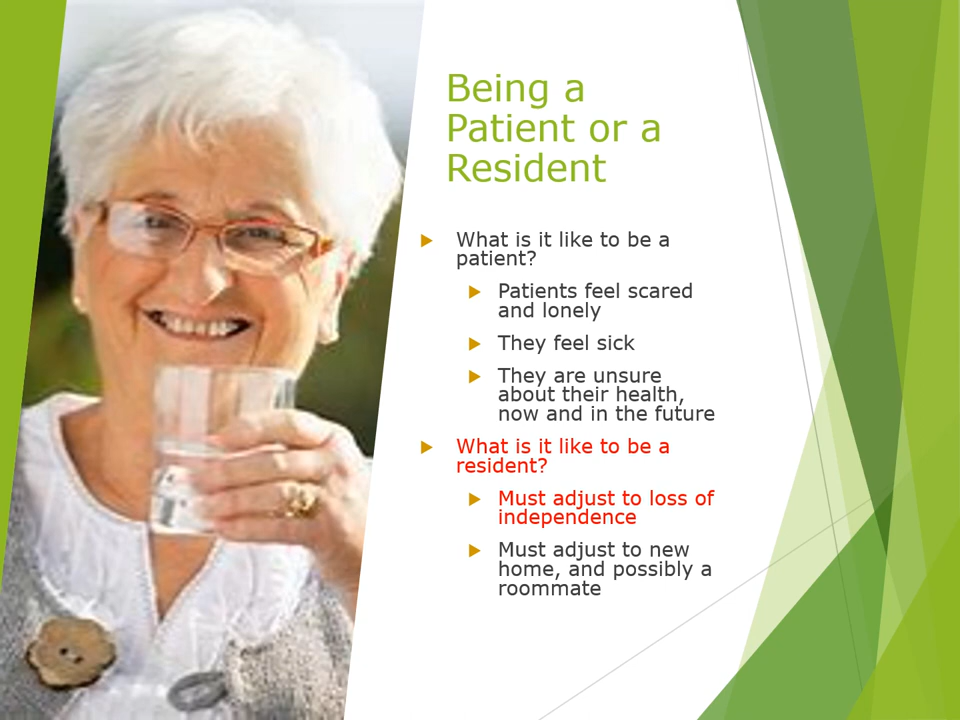 Being a
Patient or a
Resident
What is it like to be a
patient?
Patients feel scared
and lonely
They feel sick
They are unsure
about their health,
now and in the future
What is it like to be a
resident?
Must adjust to loss of
independence
Must adjust to new
home, and possibly a
roommate